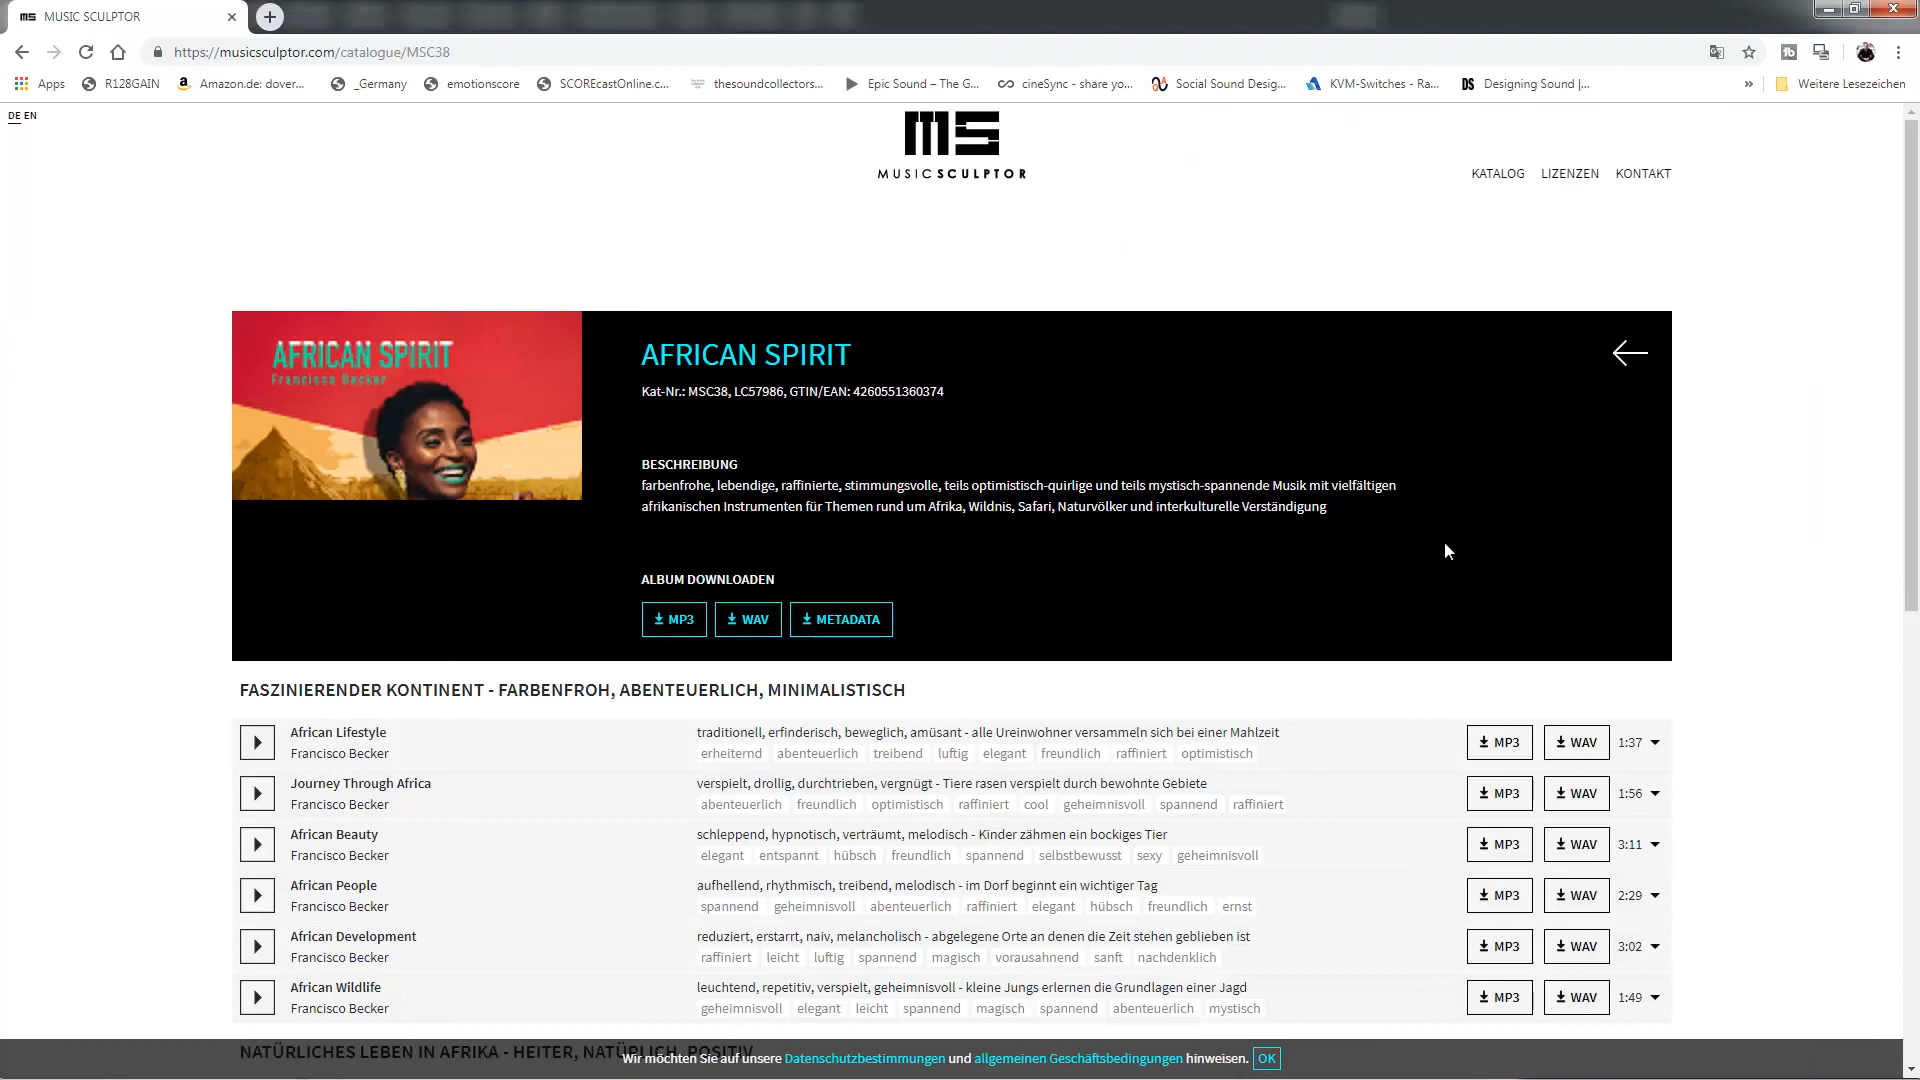 MUSIC SCULPTOR
https://musicsculptor.com/catalogue/MSC38
Apps R128GAIN Amazon.de: dover... _Germany emotionscore SCOREcastOnline.c... thesoundcollectors... Epic Sound – The G... cineSync - share yo... Social Sound Desig... KVM-Switches - Ra... Designing Sound |... » Weitere Lesezeichen
DE EN
MS
MUSICSCULPTOR
KATALOG LIZENZEN KONTAKT
AFRICAN SPIRIT
Francisco Becker
AFRICAN SPIRIT
Kat-Nr.: MSC38, LC57986, GTIN/EAN: 4260551360374
BESCHREIBUNG
farbenfrohe, lebendige, raffinierte, stimmungsvolle, teils optimistisch-quirlige und teils mystisch-spannende Musik mit vielfältigen
afrikanischen Instrumenten für Themen rund um Afrika, Wildnis, Safari, Naturvölker und interkulturelle Verständigung
ALBUM DOWNLOADEN
MP3 WAV METADATA
FASZINIERENDER KONTINENT - FARBENFROH, ABENTEUERLICH, MINIMALISTISCH
African Lifestyle traditionell, erfinderisch, beweglich, amüsant - alle Ureinwohner versammeln sich bei einer Mahlzeit MP3 WAV 1:37
Francisco Becker erheiternd abenteuerlich treibend luftig elegant freundlich raffiniert optimistisch
Journey Through Africa verspielt, drollig, durchtrieben, vergnügt - Tiere rasen verspielt durch bewohnte Gebiete MP3 WAV 1:56
Francisco Becker abenteuerlich freundlich optimistisch raffiniert cool geheimnisvoll spannend raffiniert
African Beauty schleppend, hypnotisch, verträumt, melodisch - Kinder zähmen ein bockiges Tier MP3 WAV 3:11
Francisco Becker elegant entspannt hübsch freundlich spannend selbstbewusst sexy geheimnisvoll
African People aufhellend, rhythmisch, treibend, melodisch - im Dorf beginnt ein wichtiger Tag MP3 WAV 2:29
Francisco Becker spannend geheimnisvoll abenteuerlich raffiniert elegant hübsch freundlich ernst
African Development reduziert, erstarrt, naiv, melancholisch - abgelegene Orte an denen die Zeit stehen geblieben ist MP3 WAV 3:02
Francisco Becker raffiniert leicht luftig spannend magisch vorausahnend sanft nachdenklich
African Wildlife leuchtend, repetitiv, verspielt, geheimnisvoll - kleine Jungs erlernen die Grundlagen einer Jagd MP3 WAV 1:49
Francisco Becker geheimnisvoll elegant leicht spannend magisch spannend abenteuerlich mystisch
NATÜRLICHES LEBEN IN AFRIKA - HEITER, NATÜRLICH, POSITIV
Wir möchten Sie auf unsere Datenschutzbestimmungen und allgemeinen Geschäftsbedingungen hinweisen. OK